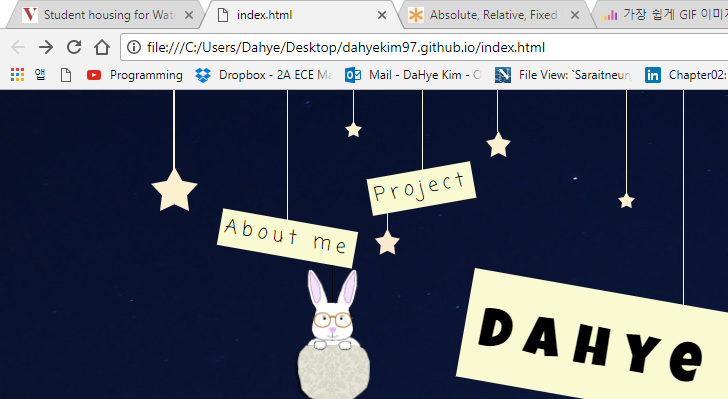 Student housing for Wat
index.html
Absolute, Relative, Fixed
가장 쉽게 GIF 이미지
file:///C:/Users/Dahye/Desktop/dahyekim97.github.io/index.html
앱
Programming
Dropbox - 2A ECE Ma
Mail - DaHye Kim - O
File View: `Saraitneun
Chapter02:
Project
About me
DAHYe